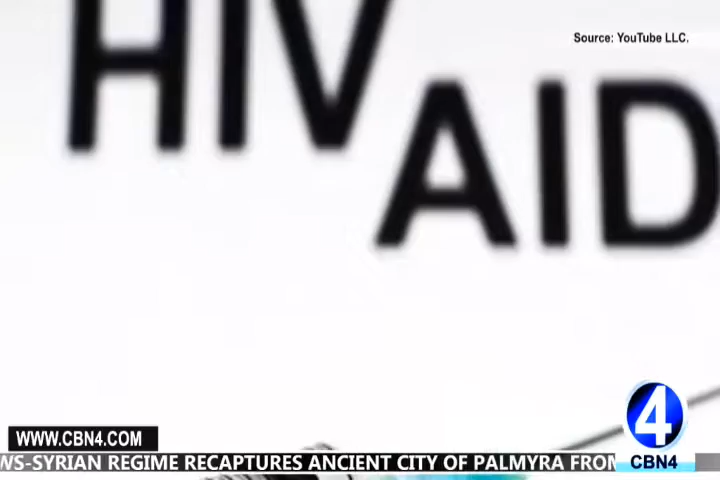 Source: YouTube LLC.
HIV
AID
4
WWW.CBN4.COM
WS-SYRIAN REGIME RECAPTURES ANCIENT CITY OF PALMYRA FROM
CBN4